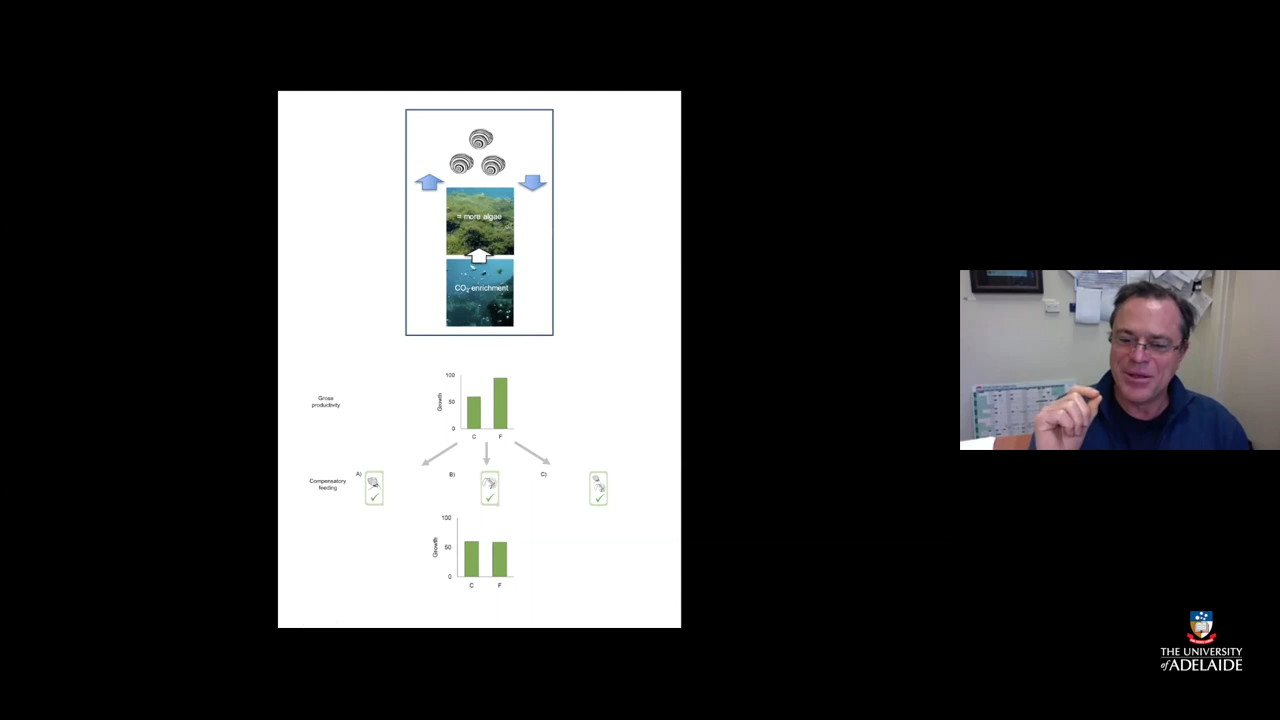 = more algae
CO₂ enrichment
Gross
productivity
Growth
100
50
0
C F
Compensatory
feeding
A) B) C)
Growth
100
50
0
C F
THE UNIVERSITY
of ADELAIDE